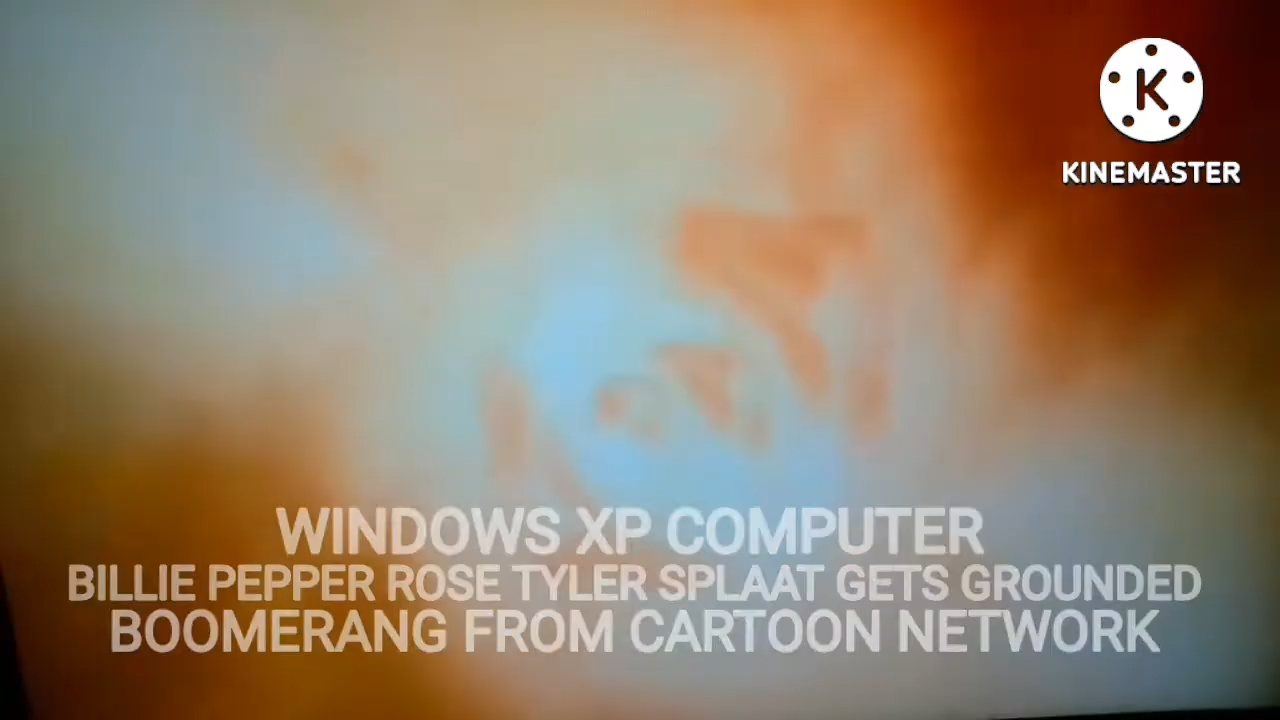 K
KINEMASTER
WINDOWS XP COMPUTER
BILLIE PEPPER ROSE TYLER SPLAAT GETS GROUNDED
BOOMERANG FROM CARTOON NETWORK